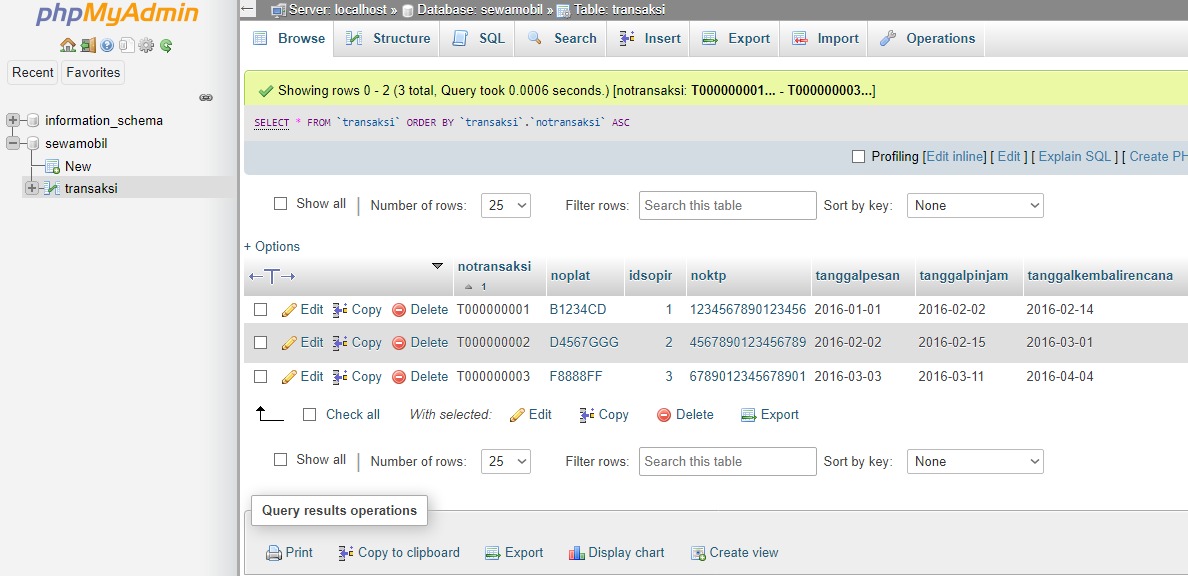 phpMyAdmin
Server: localhost » Database: sewamobil » Table: transaksi
Browse Structure SQL Search Insert Export Import Operations
Recent Favorites
Showing rows 0 - 2 (3 total, Query took 0.0006 seconds.) [notransaksi: T000000001... - T000000003...]
information_schema
SELECT * FROM `transaksi` ORDER BY `transaksi`.`notransaksi` ASC
sewamobil
Profiling [Edit inline] [ Edit ] [ Explain SQL ] [ Create PH
New
transaksi
Show all Number of rows: 25 Filter rows: Search this table Sort by key: None
+ Options
←T→ notransaksi 1 noplat idsopir noktp tanggalpesan tanggalpinjam tanggalkembalirencana
Edit Copy Delete T000000001 B1234CD 1 1234567890123456 2016-01-01 2016-02-02 2016-02-14
Edit Copy Delete T000000002 D4567GGG 2 4567890123456789 2016-02-02 2016-02-15 2016-03-01
Edit Copy Delete T000000003 F8888FF 3 6789012345678901 2016-03-03 2016-03-11 2016-04-04
Check all With selected: Edit Copy Delete Export
Show all Number of rows: 25 Filter rows: Search this table Sort by key: None
Query results operations
Print Copy to clipboard Export Display chart Create view